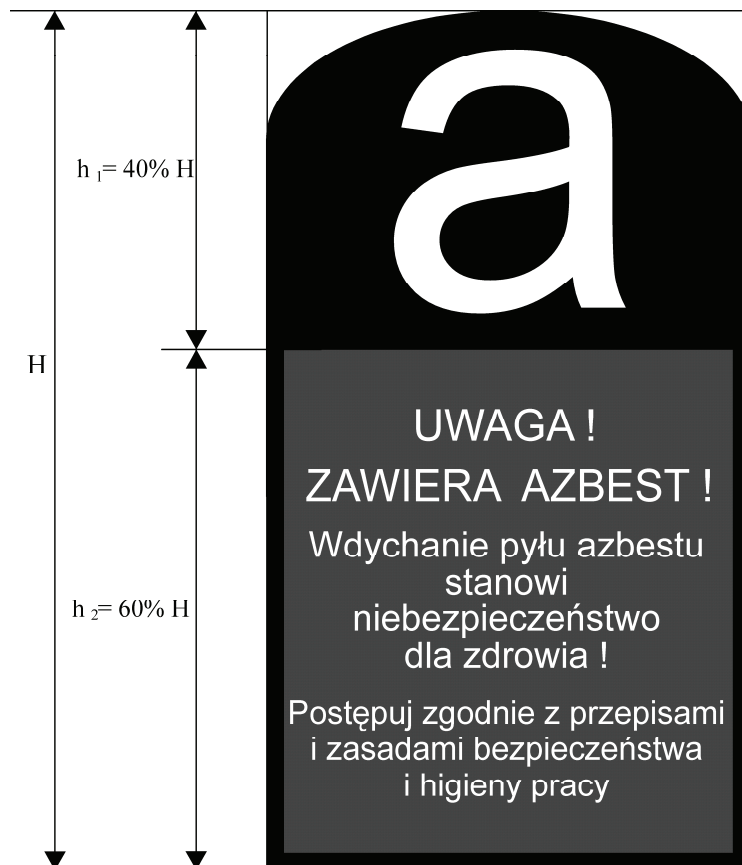 a
h 1= 40% H
H
UWAGA !
ZAWIERA AZBEST !
Wdychanie pyłu azbestu
stanowi
niebezpieczeństwo
dla zdrowia !
h 2= 60% H
Postępuj zgodnie z przepisami
i zasadami bezpieczeństwa
i higieny pracy